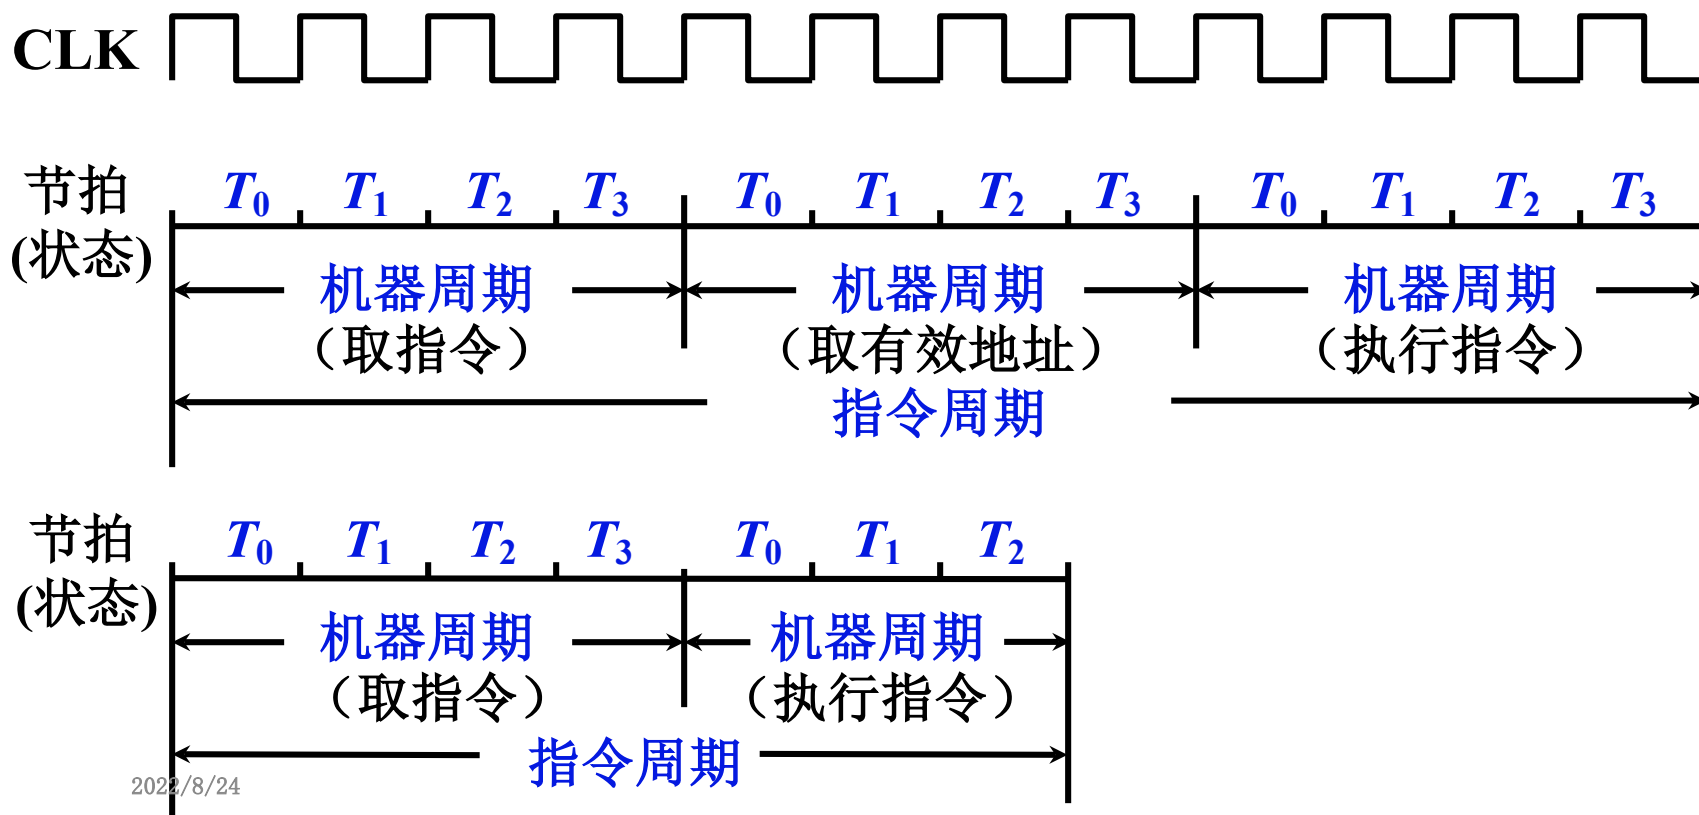 CLK
节拍
(状态)
T₀ T₁ T₂ T₃ T₀ T₁ T₂ T₃ T₀ T₁ T₂ T₃
机器周期 机器周期 机器周期
（取指令） （取有效地址） （执行指令）
指令周期
节拍
(状态)
T₀ T₁ T₂ T₃ T₀ T₁ T₂
机器周期 机器周期
（取指令） （执行指令）
指令周期
2022/8/24